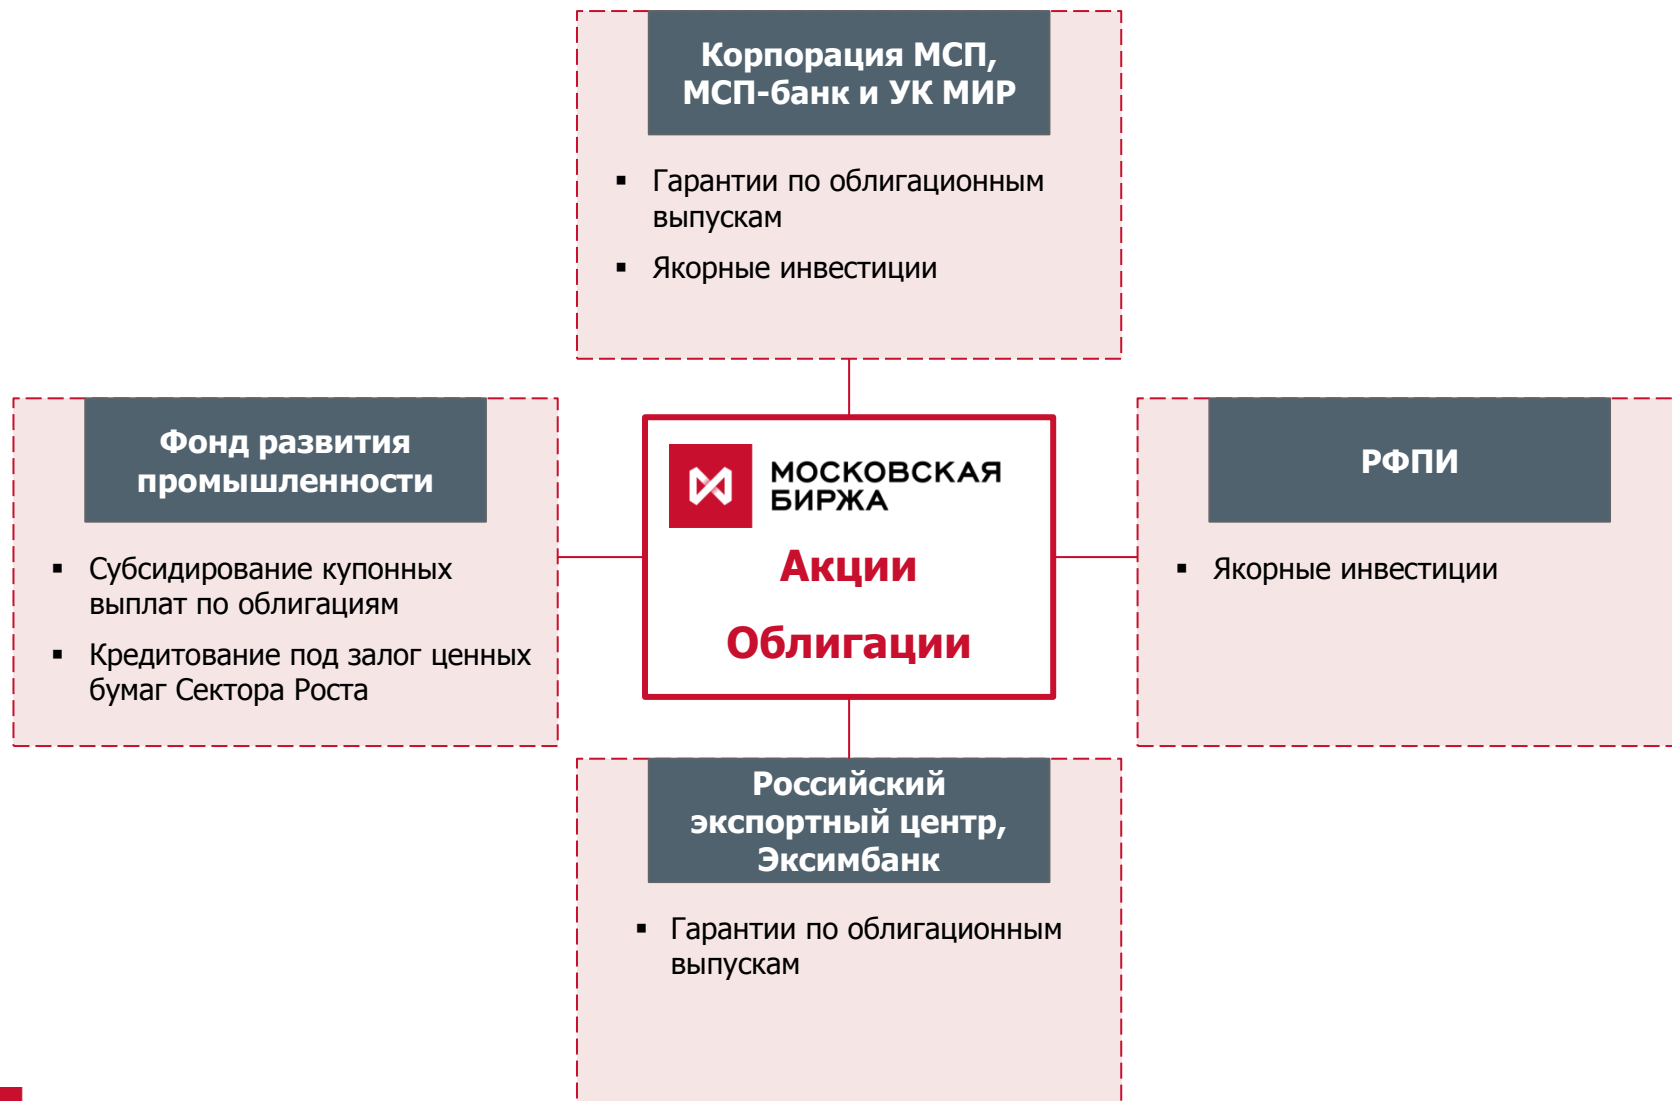 Корпорация МСП,
МСП-банк и УК МИР
▪ Гарантии по облигационным
выпускам
▪ Якорные инвестиции
Фонд развития
промышленности
▪ Субсидирование купонных
выплат по облигациям
▪ Кредитование под залог ценных
бумаг Сектора Роста
МОСКОВСКАЯ
БИРЖА
Акции
Облигации
РФПИ
▪ Якорные инвестиции
Российский
экспортный центр,
Эксимбанк
▪ Гарантии по облигационным
выпускам